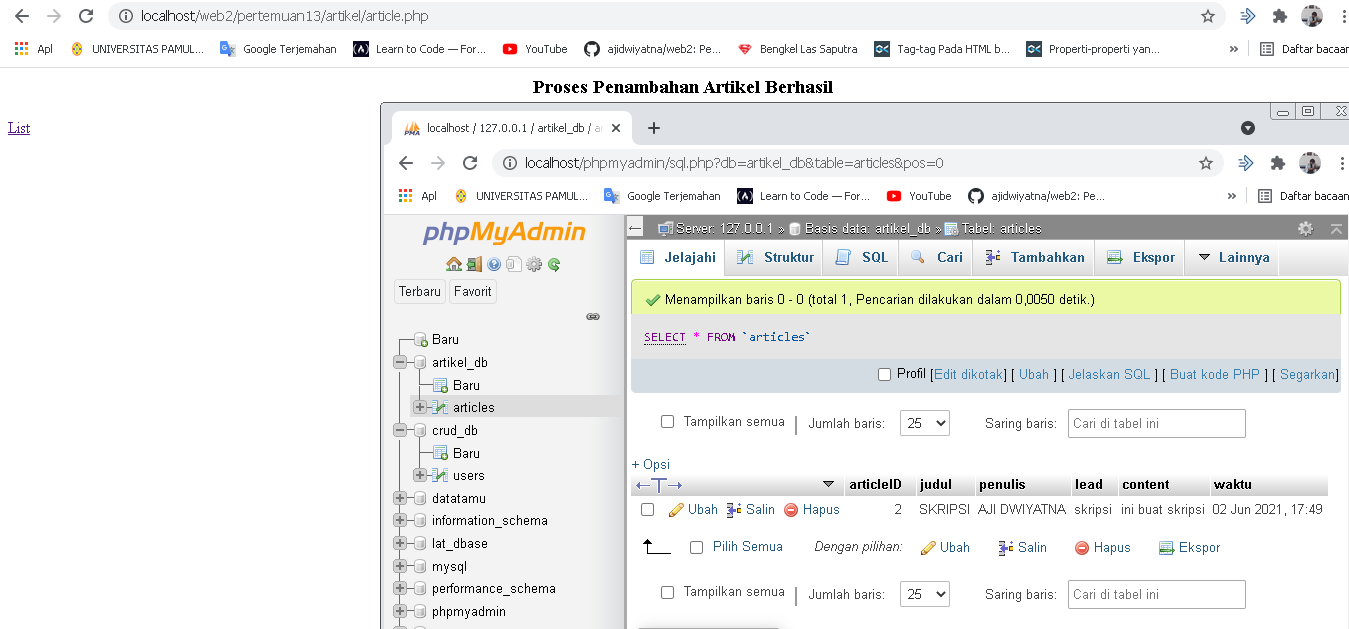 localhost/web2/pertemuan13/artikel/article.php
Apl UNIVERSITAS PAMUL... Google Terjemahan Learn to Code — For... YouTube ajidwiyatna/web2: Pe... Bengkel Las Saputra Tag-tag Pada HTML b... Properti-properti yan... » Daftar bacaan
Proses Penambahan Artikel Berhasil
List
localhost / 127.0.0.1 / artikel_db / a
localhost/phpmyadmin/sql.php?db=artikel_db&table=articles&pos=0
Apl UNIVERSITAS PAMUL... Google Terjemahan Learn to Code — For... YouTube ajidwiyatna/web2: Pe... » Daftar bacaan
phpMyAdmin
Terbaru Favorit
Baru
artikel_db
Baru
articles
crud_db
Baru
users
datatamu
information_schema
lat_dbase
mysql
performance_schema
phpmyadmin
Server: 127.0.0.1 » Basis data: artikel_db » Tabel: articles
Jelajahi Struktur SQL Cari Tambahkan Ekspor Lainnya
Menampilkan baris 0 - 0 (total 1, Pencarian dilakukan dalam 0,0050 detik.)
SELECT * FROM `articles`
Profil [Edit dikotak] [ Ubah ] [ Jelaskan SQL ] [ Buat kode PHP ] [ Segarkan]
Tampilkan semua | Jumlah baris: 25 Saring baris: Cari di tabel ini
+ Opsi
←T→ articleID judul penulis lead content waktu
Ubah Salin Hapus 2 SKRIPSI AJI DWIYATNA skripsi ini buat skripsi 02 Jun 2021, 17:49
Pilih Semua Dengan pilihan: Ubah Salin Hapus Ekspor
Tampilkan semua | Jumlah baris: 25 Saring baris: Cari di tabel ini